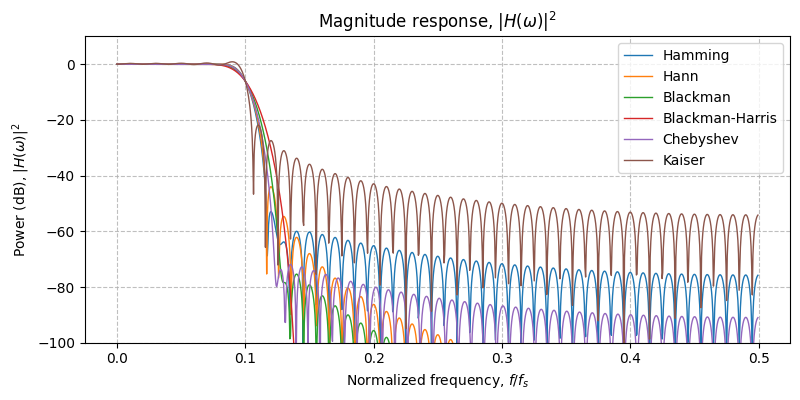 Magnitude response, |H(ω)|²
Power (dB), |H(ω)|²
0
−20
−40
−60
−80
−100
Hamming
Hann
Blackman
Blackman-Harris
Chebyshev
Kaiser
0.0 0.1 0.2 0.3 0.4 0.5
Normalized frequency, f/fₛ